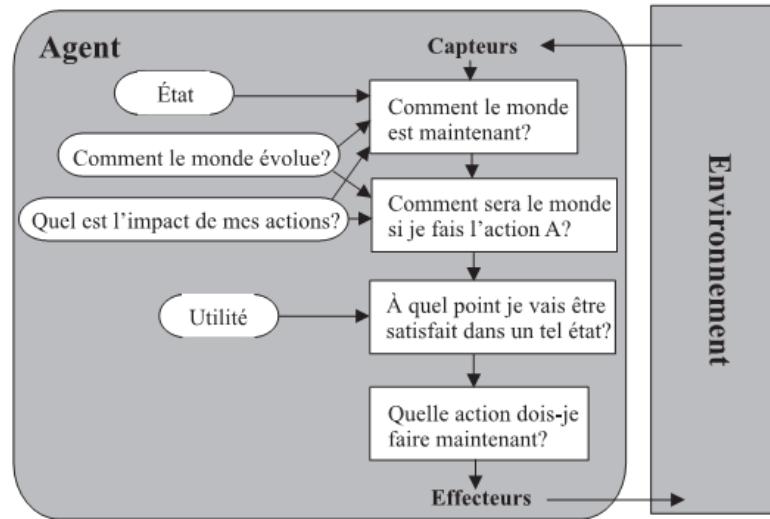 Agent
Capteurs
État
Comment le monde
est maintenant?
Comment le monde évolue?
Quel est l'impact de mes actions?
Comment sera le monde
si je fais l'action A?
Utilité
À quel point je vais être
satisfait dans un tel état?
Quelle action dois-je
faire maintenant?
Effecteurs
Environnement